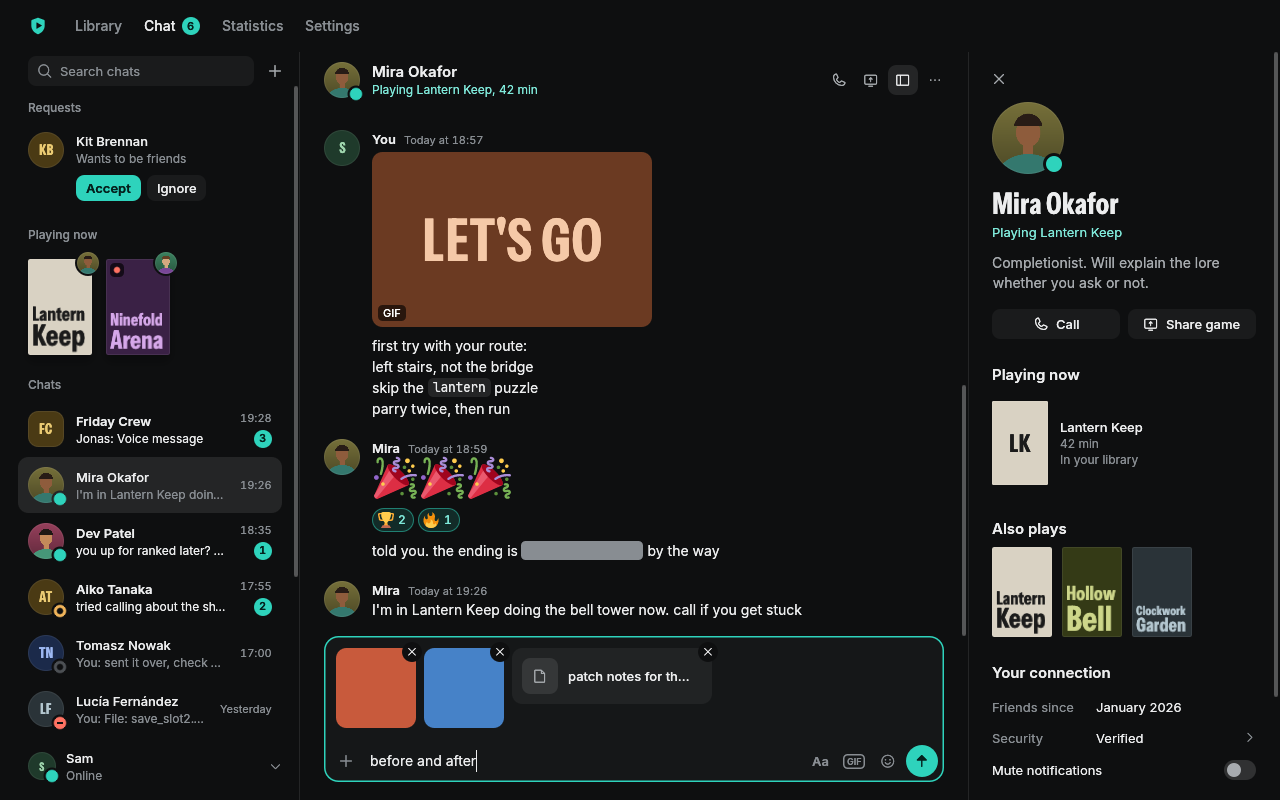 Library
Chat 6
Statistics
Settings
Search chats
Requests
KB
Kit Brennan
Wants to be friends
Accept
Ignore
Playing now
Lantern
Keep
Ninefold
Arena
Chats
FC
Friday Crew
19:28
Jonas: Voice message
3
Mira Okafor
19:26
I'm in Lantern Keep doin...
Dev Patel
18:35
you up for ranked later? ...
1
AT
Aiko Tanaka
17:55
tried calling about the sh...
2
TN
Tomasz Nowak
17:00
You: sent it over, check ...
LF
Lucía Fernández
Yesterday
You: File: save_slot2....
S
Sam
Online
Mira Okafor
Playing Lantern Keep, 42 min
S
You Today at 18:57
LET'S GO
GIF
first try with your route:
left stairs, not the bridge
skip the lantern puzzle
parry twice, then run
Mira Today at 18:59
2
1
told you. the ending is by the way
Mira Today at 19:26
I'm in Lantern Keep doing the bell tower now. call if you get stuck
patch notes for th...
before and after
Aa
GIF
Mira Okafor
Playing Lantern Keep
Completionist. Will explain the lore
whether you ask or not.
Call
Share game
Playing now
LK
Lantern Keep
42 min
In your library
Also plays
Lantern
Keep
Hollow
Bell
Clockwork
Garden
Your connection
Friends since January 2026
Security Verified
Mute notifications